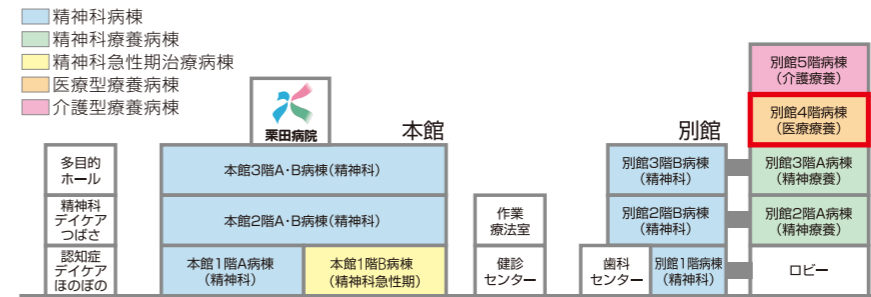 精神科病棟
精神科療養病棟
精神科急性期治療病棟
医療型療養病棟
介護型療養病棟
栗田病院
本館
別館
別館5階病棟
(介護療養)
別館4階病棟
(医療療養)
多目的
ホール
本館3階A・B病棟(精神科)
別館3階B病棟
(精神科)
別館3階A病棟
(精神療養)
精神科
デイケア
つばさ
本館2階A・B病棟(精神科)
作業
療法室
別館2階B病棟
(精神科)
別館2階A病棟
(精神療養)
認知症
デイケア
ほのぼの
本館1階A病棟
(精神科)
本館1階B病棟
(精神科急性期)
健診
センター
歯科
センター
別館1階病棟
(精神科)
ロビー